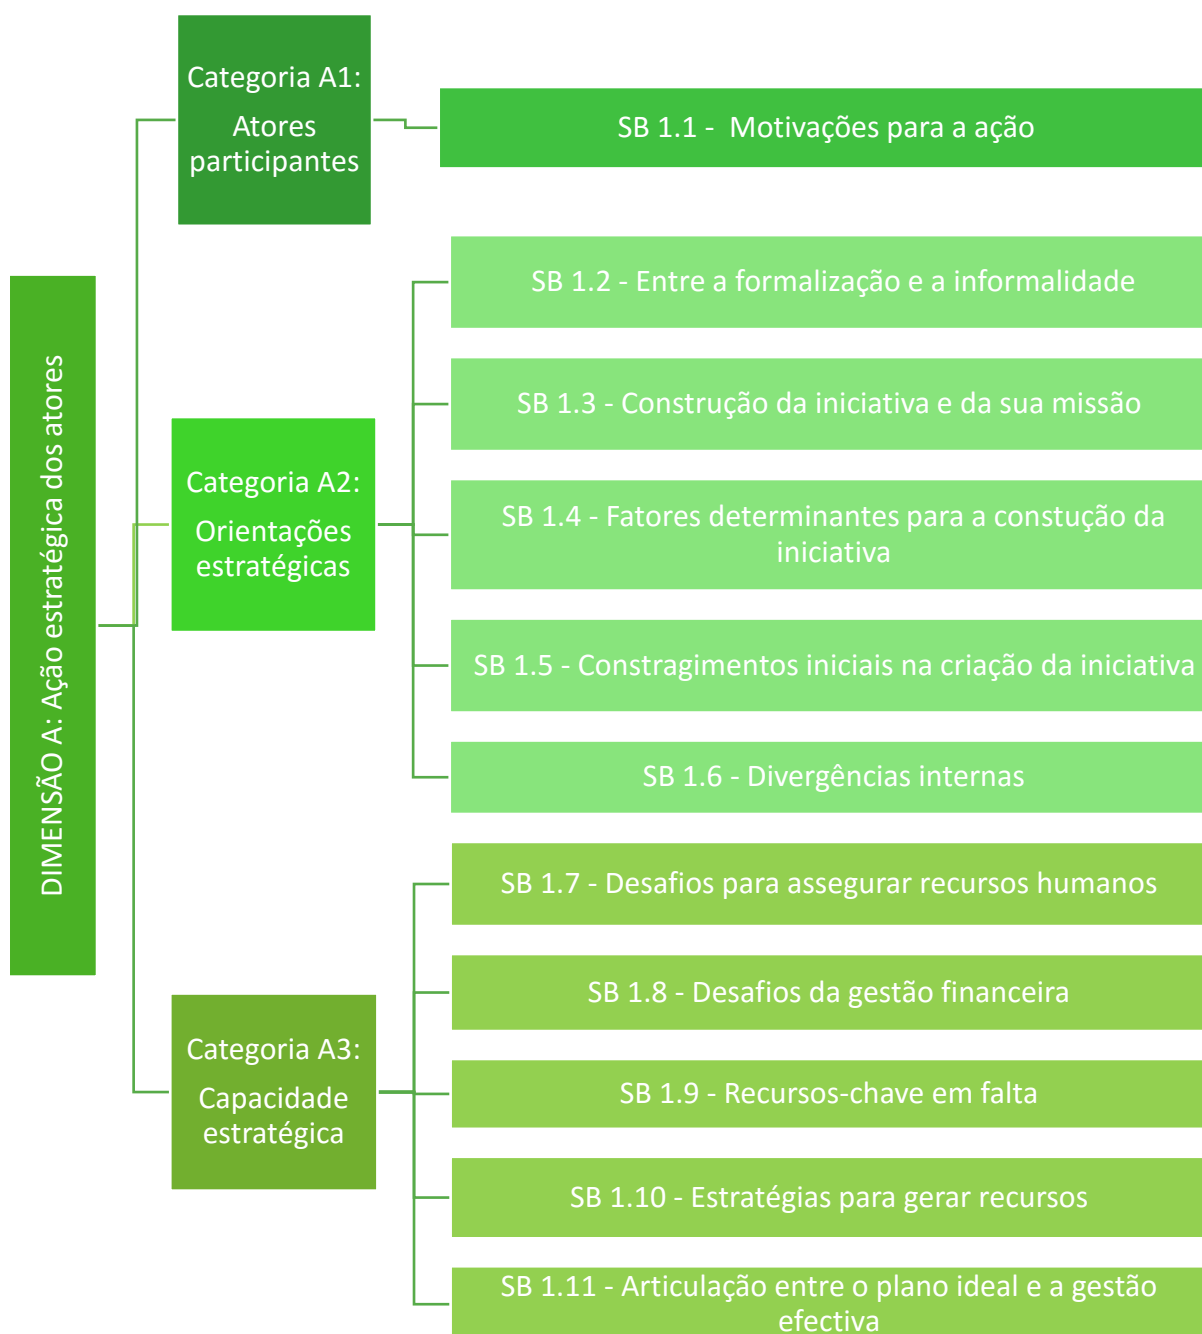 DIMENSÃO A: Ação estratégica dos atores
Categoria A1:
Atores
participantes
SB 1.1 - Motivações para a ação
Categoria A2:
Orientações
estratégicas
SB 1.2 - Entre a formalização e a informalidade
SB 1.3 - Construção da iniciativa e da sua missão
SB 1.4 - Fatores determinantes para a constução da
iniciativa
SB 1.5 - Constragimentos iniciais na criação da iniciativa
SB 1.6 - Divergências internas
Categoria A3:
Capacidade
estratégica
SB 1.7 - Desafios para assegurar recursos humanos
SB 1.8 - Desafios da gestão financeira
SB 1.9 - Recursos-chave em falta
SB 1.10 - Estratégias para gerar recursos
SB 1.11 - Articulação entre o plano ideal e a gestão
efectiva